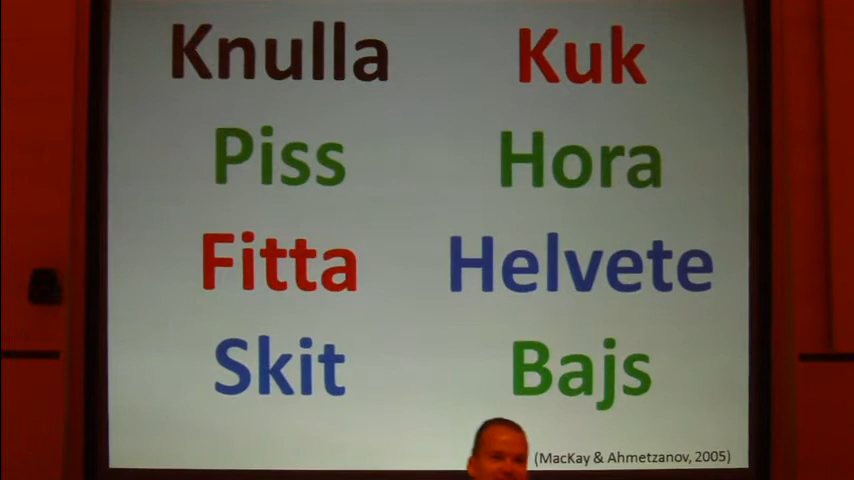 Knulla Kuk
Piss Hora
Fitta Helvete
Skit Bajs
(MacKay & Ahmetzanov, 2005)